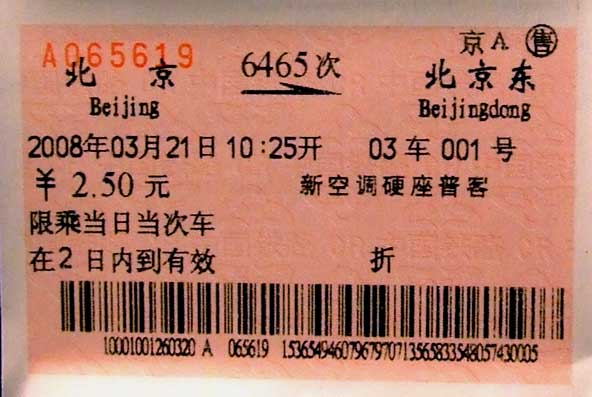 A065619
京A 售
北京 6465次 北京东
Beijing Beijingdong
2008年03月21日10:25开 03车001号
￥2.50元 新空调硬座普客
限乘当日当次车
在2日内到有效 折
10001001260320 A 065619 1536549460796797071356583354805743​0005